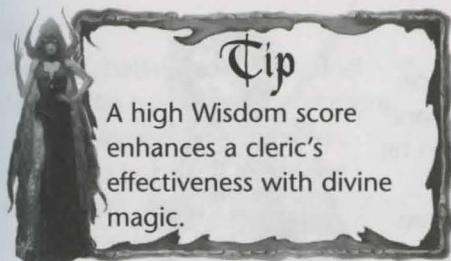 Tip
A high Wisdom score
enhances a cleric's
effectiveness with divine
magic.